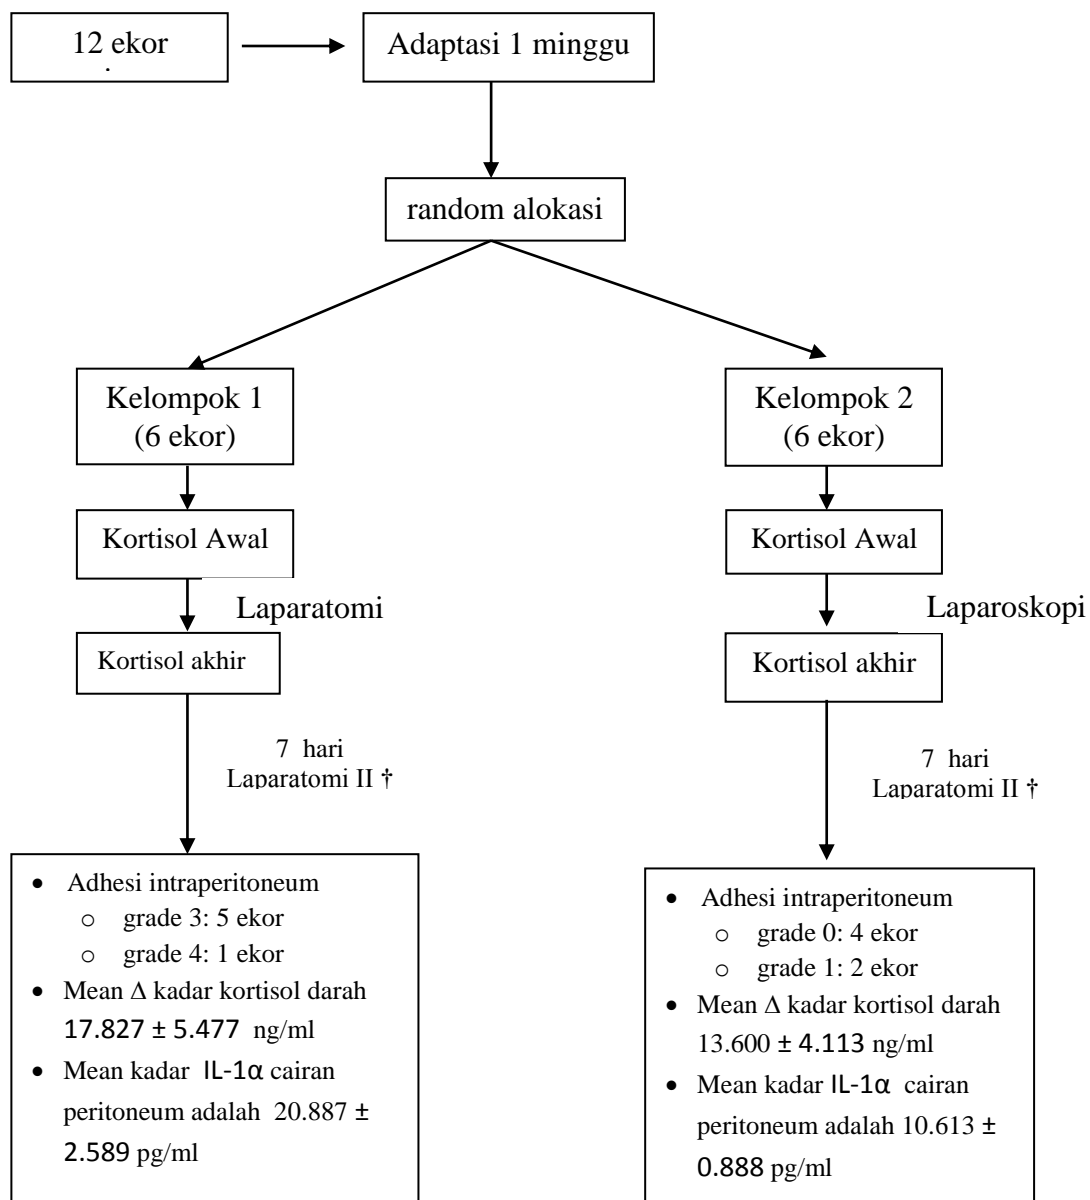 12 ekor
Adaptasi 1 minggu
random alokasi
Kelompok 1
(6 ekor)
Kortisol Awal
Laparatomi
Kortisol akhir
7 hari
Laparatomi II †
• Adhesi intraperitoneum
o grade 3: 5 ekor
o grade 4: 1 ekor
• Mean Δ kadar kortisol darah
17.827 ± 5.477 ng/ml
• Mean kadar IL-1α cairan
peritoneum adalah 20.887 ±
2.589 pg/ml
Kelompok 2
(6 ekor)
Kortisol Awal
Laparoskopi
Kortisol akhir
7 hari
Laparatomi II †
• Adhesi intraperitoneum
o grade 0: 4 ekor
o grade 1: 2 ekor
• Mean Δ kadar kortisol darah
13.600 ± 4.113 ng/ml
• Mean kadar IL-1α cairan
peritoneum adalah 10.613 ±
0.888 pg/ml